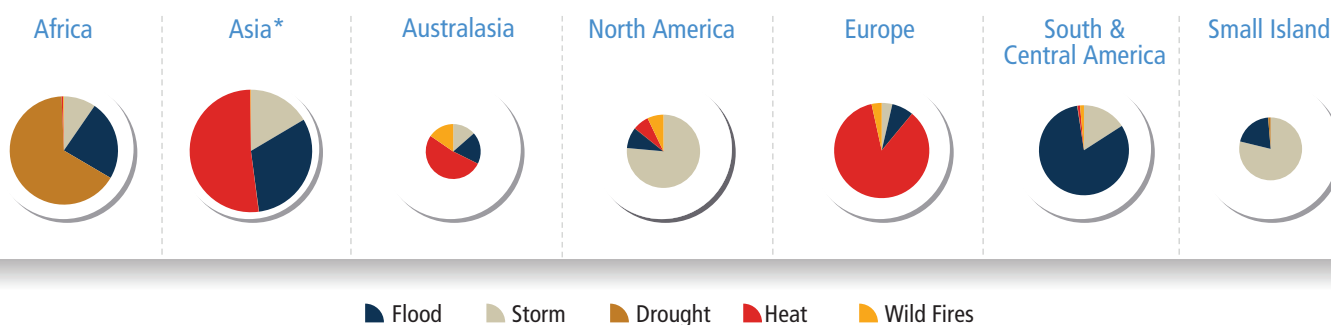 Africa
Asia*
Australasia
North America
Europe
South &
Central America
Small Island
Flood
Storm
Drought
Heat
Wild Fires